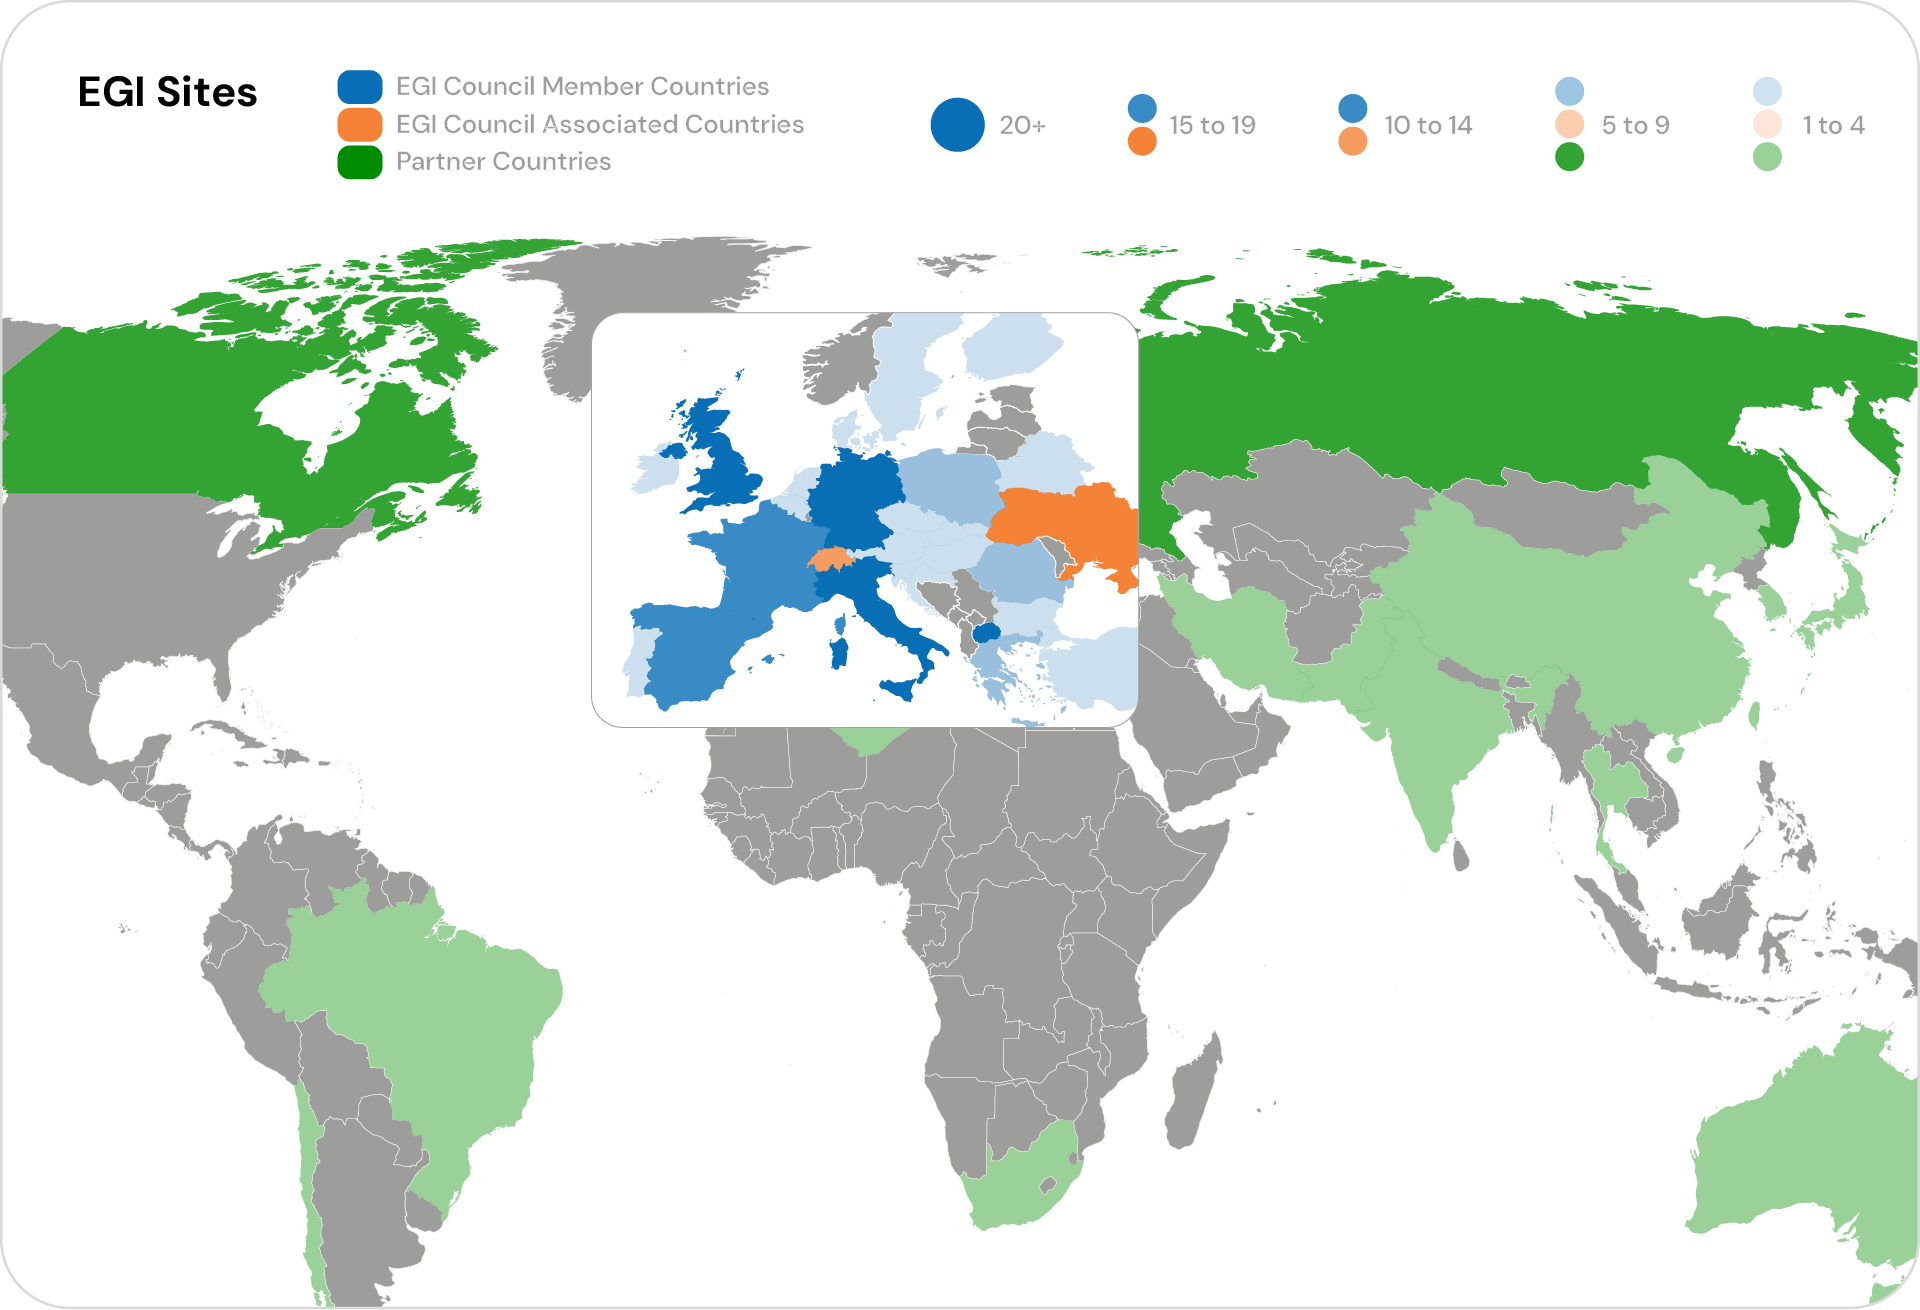 EGI Sites
EGI Council Member Countries
EGI Council Associated Countries
Partner Countries
20+
15 to 19
10 to 14
5 to 9
1 to 4